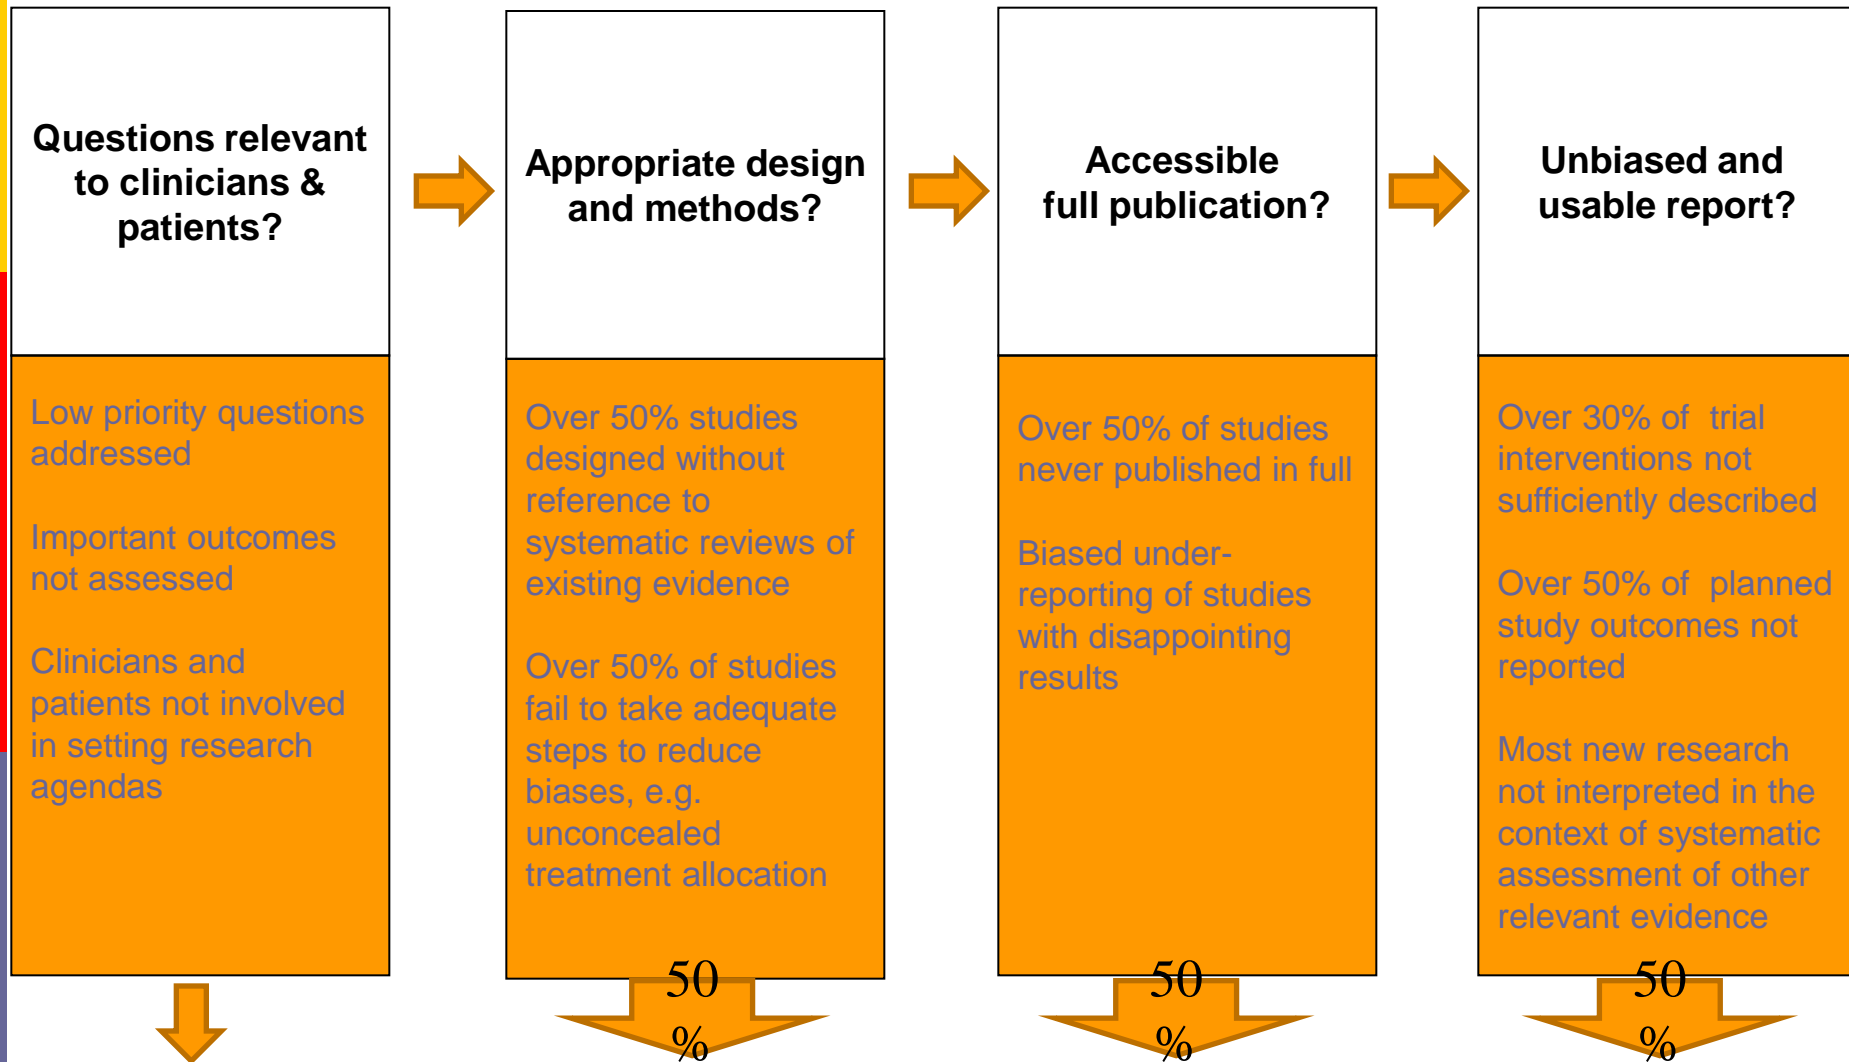 Questions relevant
to clinicians &
patients?
Low priority questions
addressed
Important outcomes
not assessed
Clinicians and
patients not involved
in setting research
agendas
Appropriate design
and methods?
Over 50% studies
designed without
reference to
systematic reviews of
existing evidence
Over 50% of studies
fail to take adequate
steps to reduce
biases, e.g.
unconcealed
treatment allocation
50
%
Accessible
full publication?
Over 50% of studies
never published in full
Biased under-
reporting of studies
with disappointing
results
50
%
Unbiased and
usable report?
Over 30% of  trial
interventions not
sufficiently described
Over 50% of  planned
study outcomes not
reported
Most new research
not interpreted in the
context of systematic
assessment of other
relevant evidence
50
%